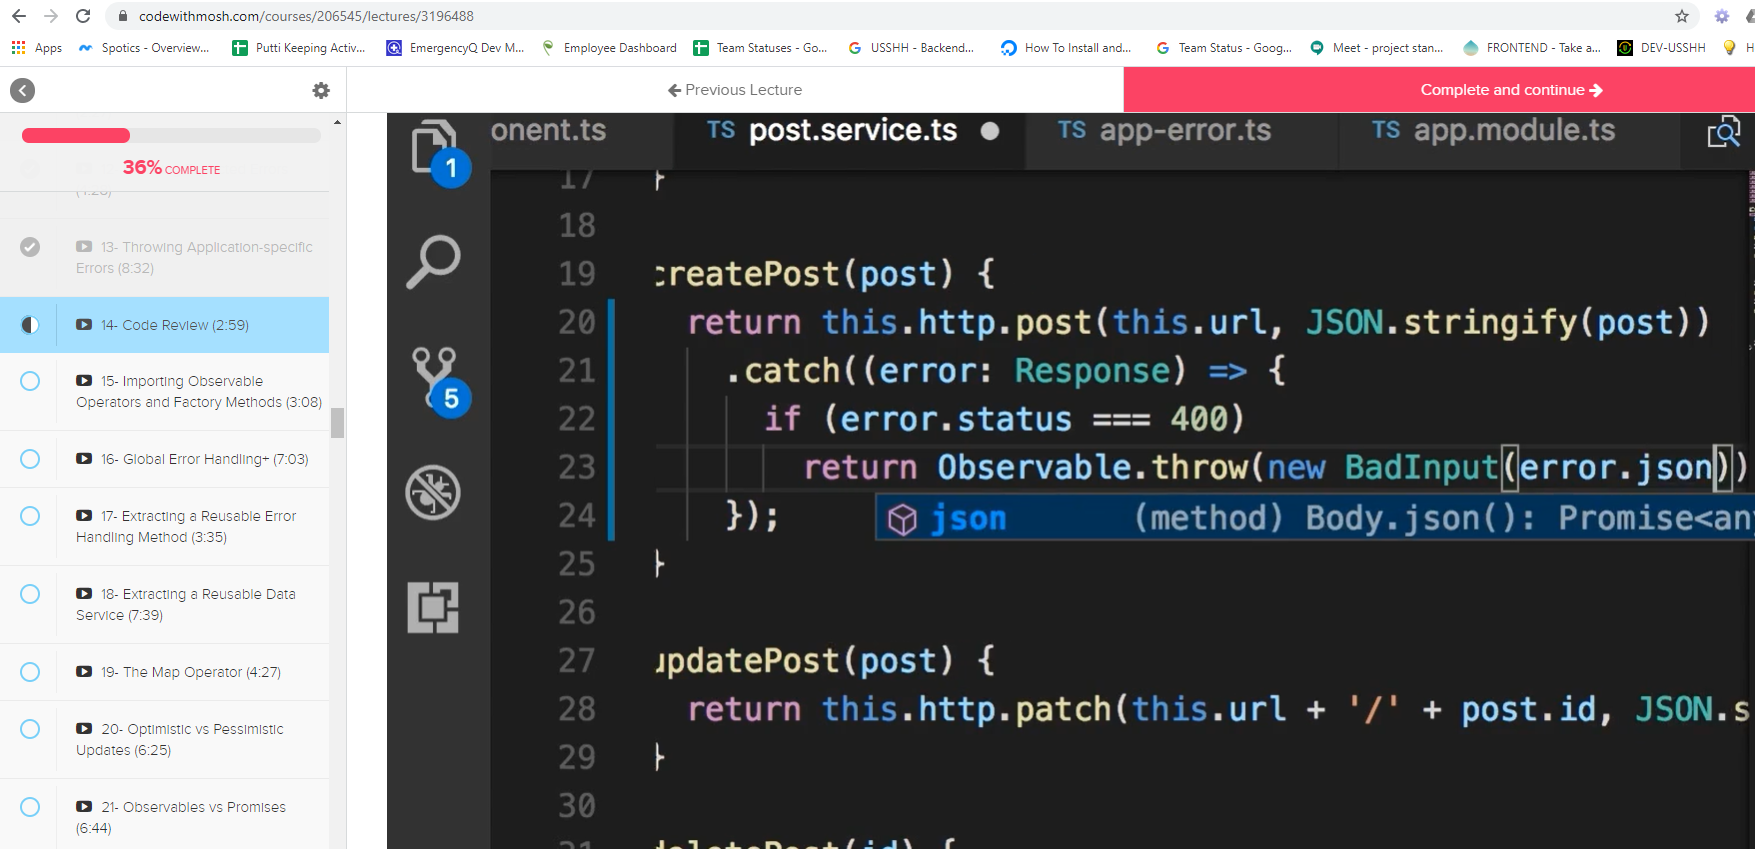 codewithmosh.com/courses/206545/lectures/3196488
Apps Spotics - Overview... Putti Keeping Activ... EmergencyQ Dev M... Employee Dashboard Team Statuses - Go... USSHH - Backend... How To Install and... Team Status - Goog... Meet - project stan... FRONTEND - Take a... DEV-USSHH H
Previous Lecture
Complete and continue
36% COMPLETE
13- Throwing Application-specific
Errors (8:32)
14- Code Review (2:59)
15- Importing Observable
Operators and Factory Methods (3:08)
16- Global Error Handling+ (7:03)
17- Extracting a Reusable Error
Handling Method (3:35)
18- Extracting a Reusable Data
Service (7:39)
19- The Map Operator (4:27)
20- Optimistic vs Pessimistic
Updates (6:25)
21- Observables vs Promises
(6:44)
1
5
onent.ts TS post.service.ts TS app-error.ts TS app.module.ts
17 }
18
19 createPost(post) {
20 return this.http.post(this.url, JSON.stringify(post))
21 .catch((error: Response) => {
22 if (error.status === 400)
23 return Observable.throw(new BadInput(error.json))
24 });
json (method) Body.json(): Promise<any
25 }
26
27 updatePost(post) {
28 return this.http.patch(this.url + '/' + post.id, JSON.s
29 }
30
31 deletePost(id) {